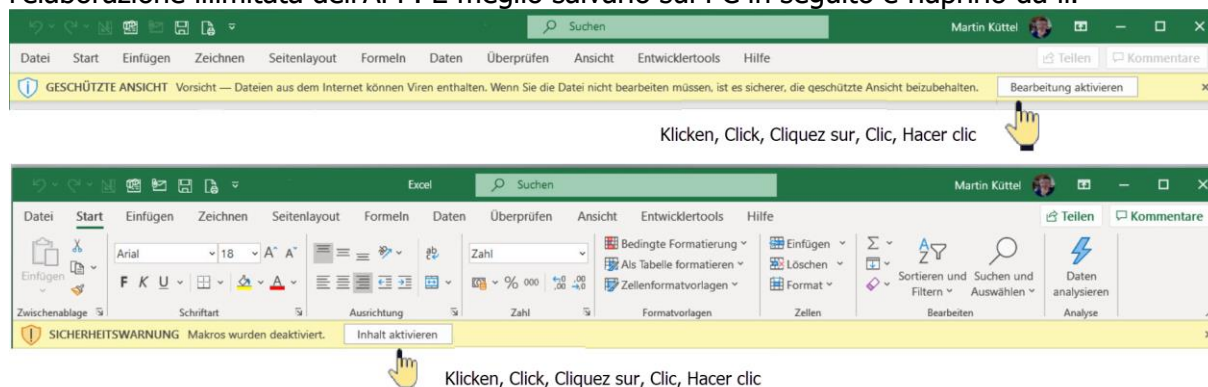 l'elaborazione illimitata dell'APP. È meglio salvarlo sul PC in seguito e riaprirlo da lì.
Suchen Martin Küttel
Datei Start Einfügen Zeichnen Seitenlayout Formeln Daten Überprüfen Ansicht Entwicklertools Hilfe Teilen Kommentare
GESCHÜTZTE ANSICHT Vorsicht — Dateien aus dem Internet können Viren enthalten. Wenn Sie die Datei nicht bearbeiten müssen, ist es sicherer, die geschützte Ansicht beizubehalten. Bearbeitung aktivieren
Klicken, Click, Cliquez sur, Clic, Hacer clic
Excel Suchen Martin Küttel
Datei Start Einfügen Zeichnen Seitenlayout Formeln Daten Überprüfen Ansicht Entwicklertools Hilfe Teilen Kommentare
Arial 18 A A ab Zahl Bedingte Formatierung Einfügen
Einfügen Als Tabelle formatieren Löschen Sortieren und Suchen und Daten
F K U A % 000 Zellenformatvorlagen Format Filtern Auswählen analysieren
Zwischenablage Schriftart Ausrichtung Zahl Formatvorlagen Zellen Bearbeiten Analyse
SICHERHEITSWARNUNG Makros wurden deaktiviert. Inhalt aktivieren
Klicken, Click, Cliquez sur, Clic, Hacer clic